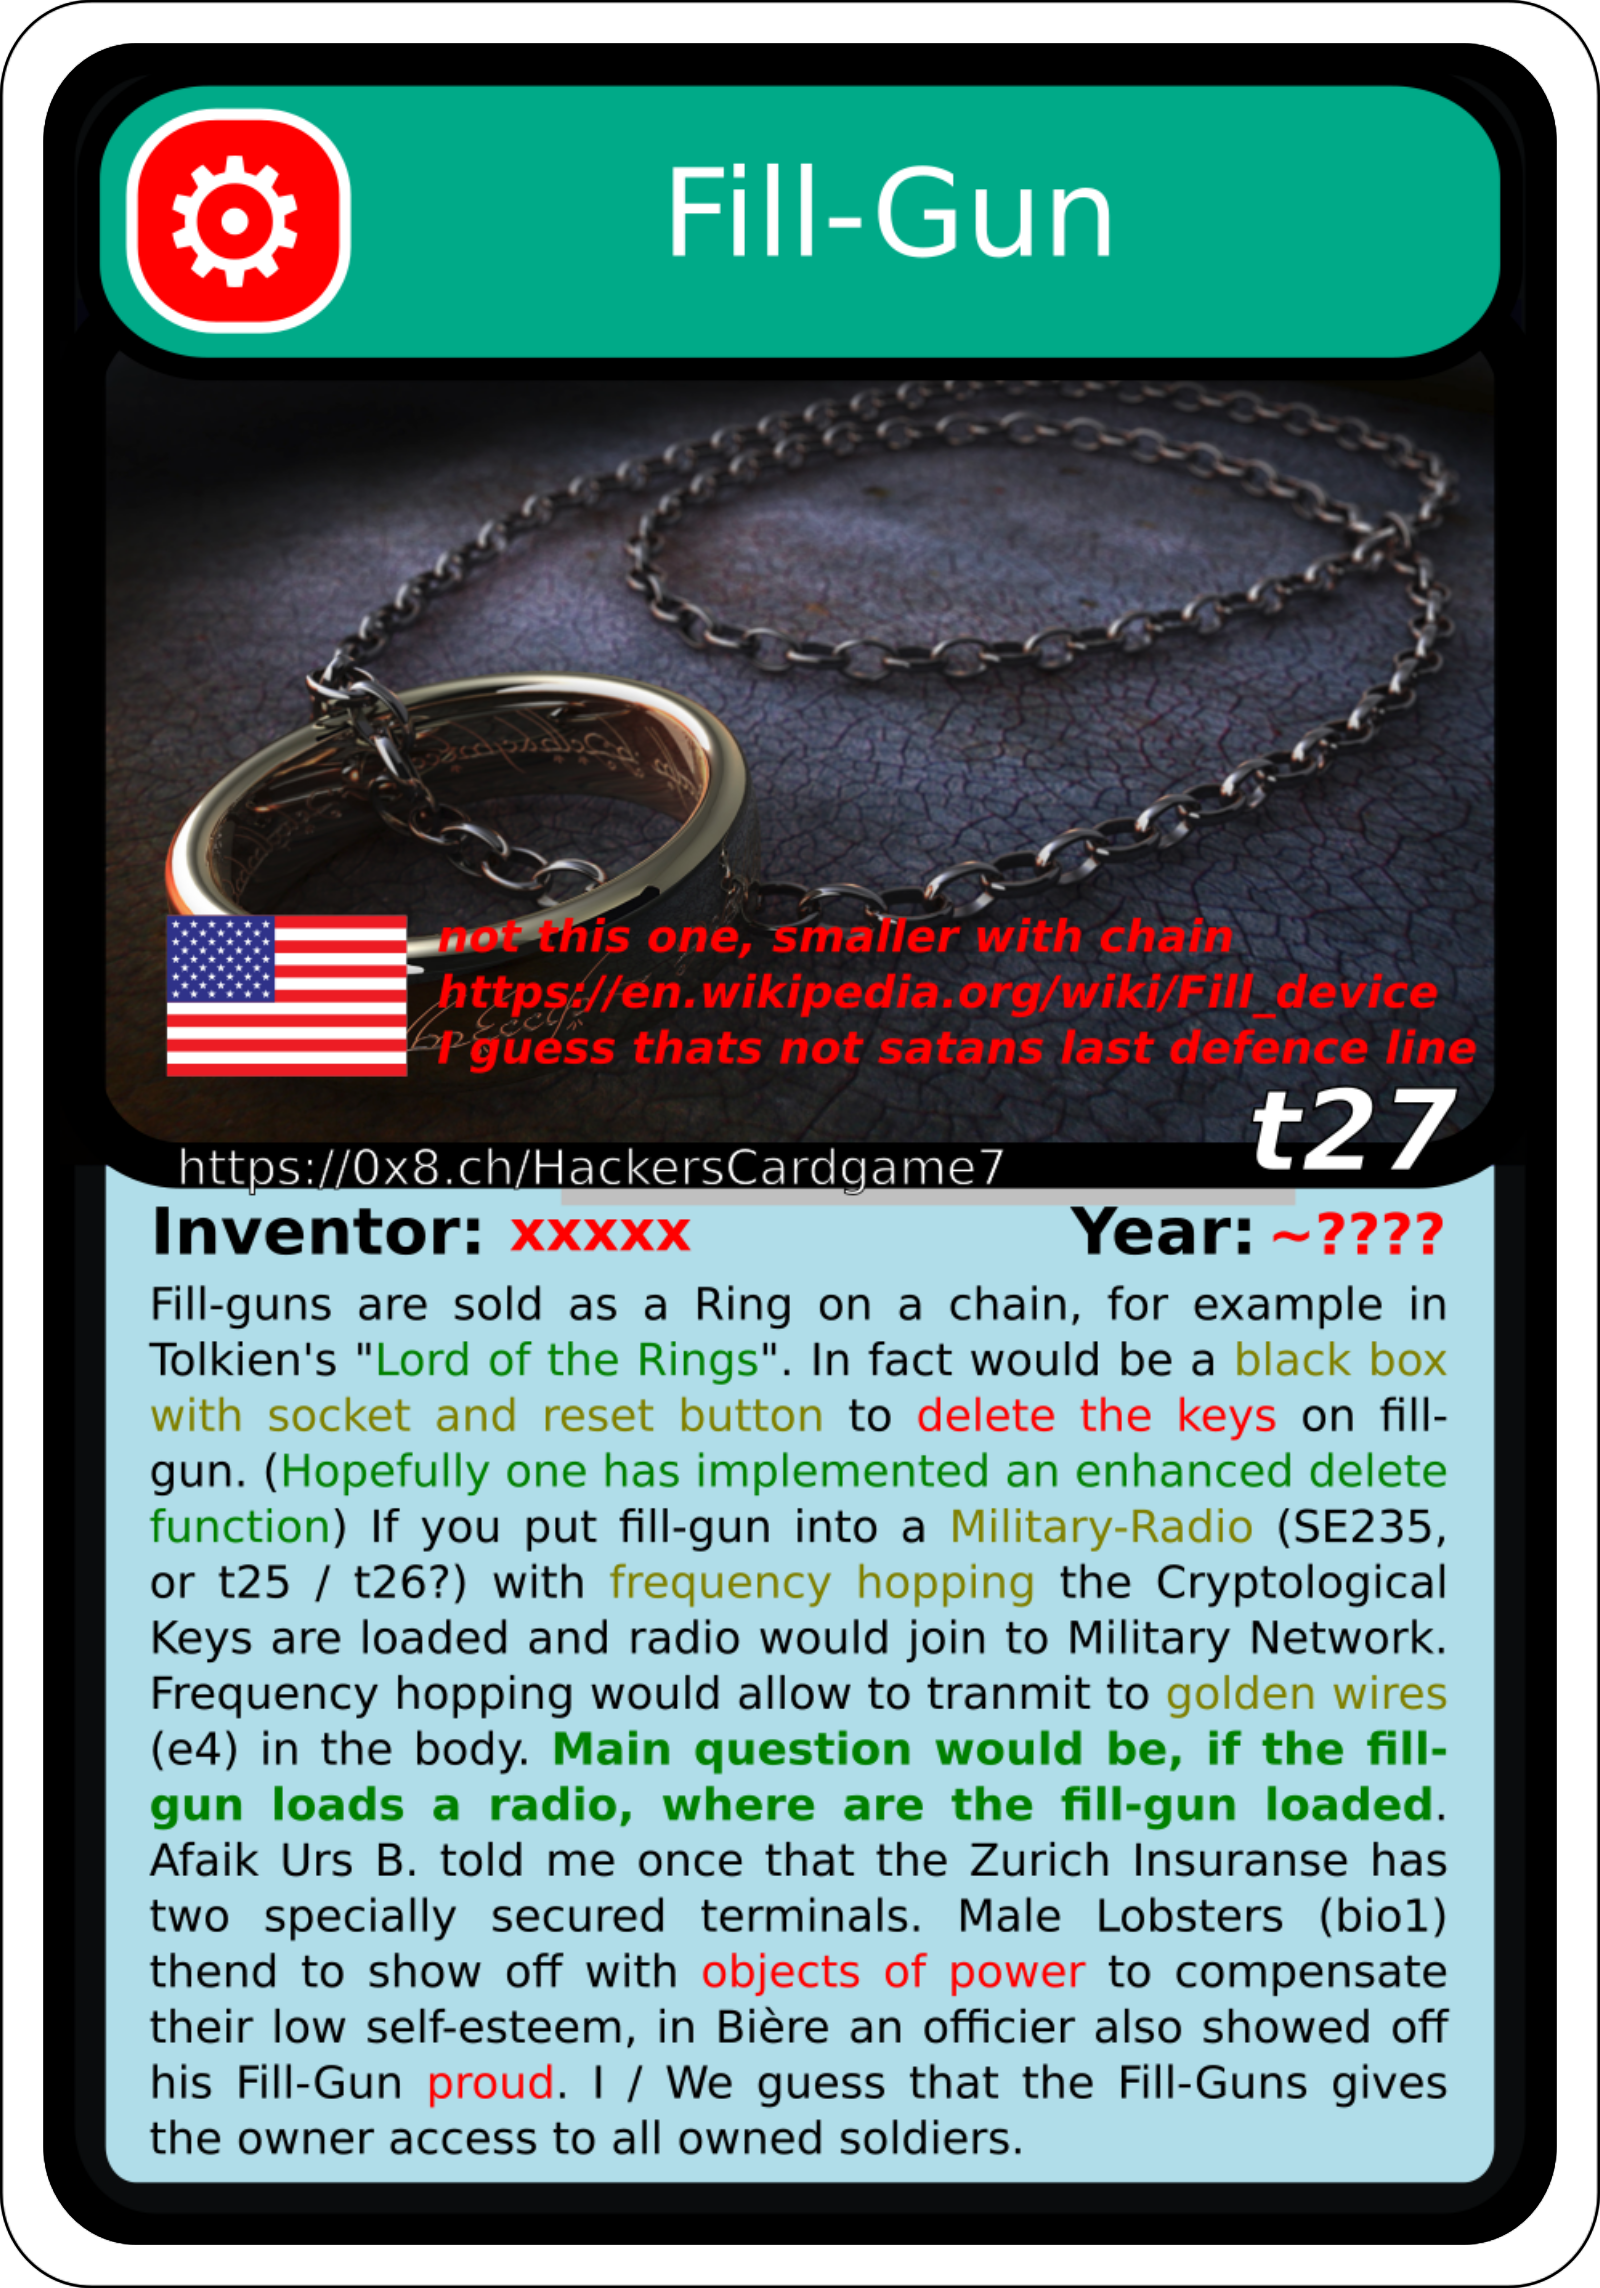 Fill-Gun
not this one, smaller with chain
https://en.wikipedia.org/wiki/Fill_device
I guess thats not satans last defence line
t27
https://0x8.ch/HackersCardgame7
Inventor: xxxxx Year: ~????
Fill-guns are sold as a Ring on a chain, for example in
Tolkien's "Lord of the Rings". In fact would be a black box
with socket and reset button to delete the keys on fill-
gun. (Hopefully one has implemented an enhanced delete
function) If you put fill-gun into a Military-Radio (SE235,
or t25 / t26?) with frequency hopping the Cryptological
Keys are loaded and radio would join to Military Network.
Frequency hopping would allow to tranmit to golden wires
(e4) in the body. Main question would be, if the fill-
gun loads a radio, where are the fill-gun loaded.
Afaik Urs B. told me once that the Zurich Insuranse has
two specially secured terminals. Male Lobsters (bio1)
thend to show off with objects of power to compensate
their low self-esteem, in Bière an officier also showed off
his Fill-Gun proud. I / We guess that the Fill-Guns gives
the owner access to all owned soldiers.